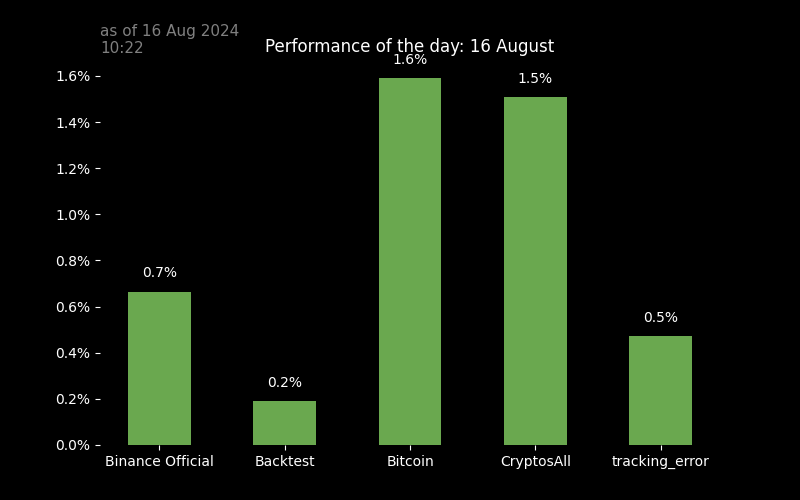 as of 16 Aug 2024
10:22
Performance of the day: 16 August
1.6%
1.4%
1.2%
1.0%
0.8%
0.6%
0.4%
0.2%
0.0%
0.7%
0.2%
1.6%
1.5%
0.5%
Binance Official
Backtest
Bitcoin
CryptosAll
tracking_error